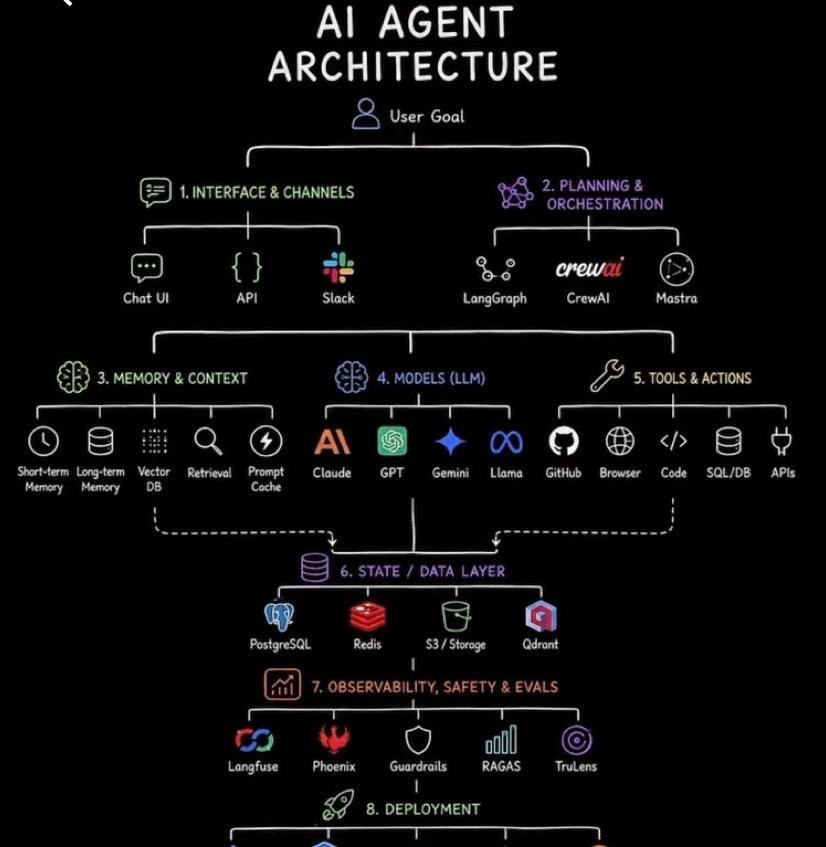 AI AGENT
ARCHITECTURE
User Goal
1. INTERFACE & CHANNELS
2. PLANNING &
ORCHESTRATION
Chat UI
API
Slack
crewai
LangGraph
CrewAI
Mastra
3. MEMORY & CONTEXT
4. MODELS (LLM)
5. TOOLS & ACTIONS
Short-term
Memory
Long-term
Memory
Vector
DB
Retrieval
Prompt
Cache
Claude
GPT
Gemini
Llama
GitHub
Browser
Code
SQL/DB
APIs
6. STATE / DATA LAYER
PostgreSQL
Redis
S3 / Storage
Qdrant
7. OBSERVABILITY, SAFETY & EVALS
Langfuse
Phoenix
Guardrails
RAGAS
TruLens
8. DEPLOYMENT